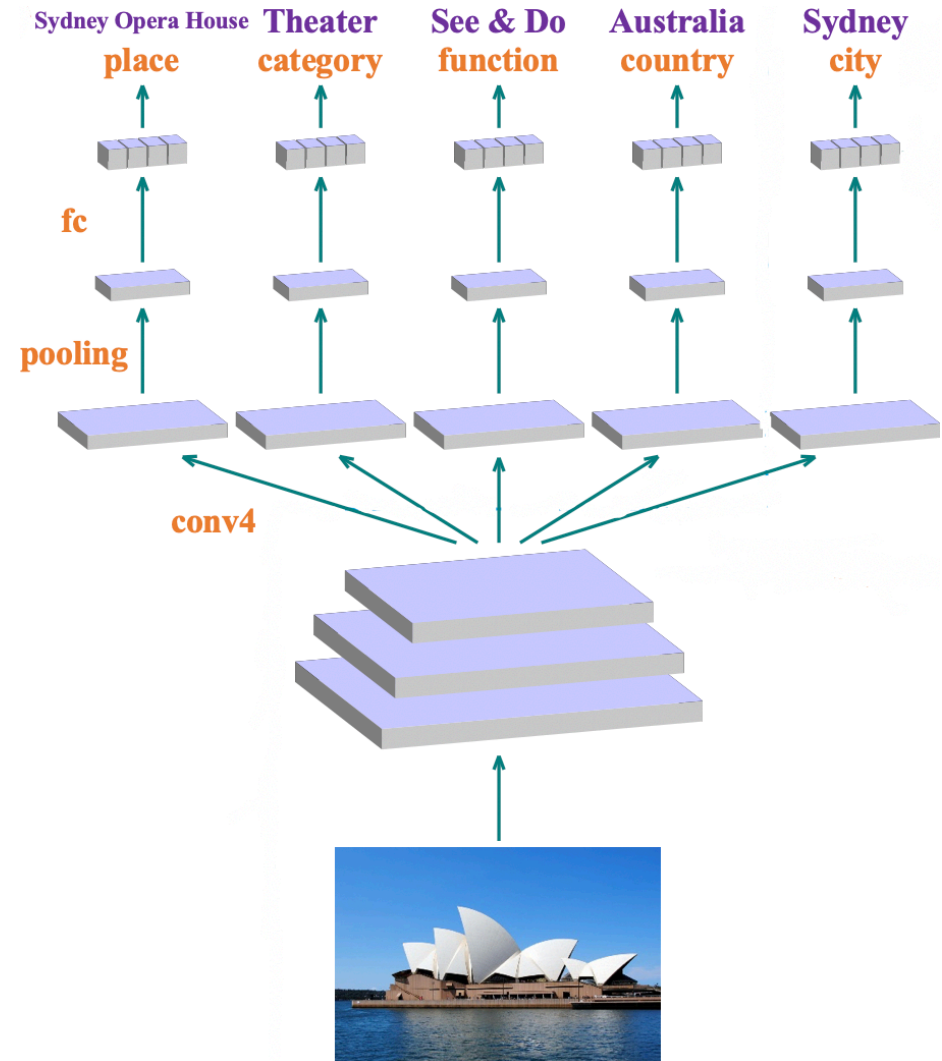 Sydney Opera House Theater See & Do Australia Sydney
place category function country city
fc
pooling
conv4